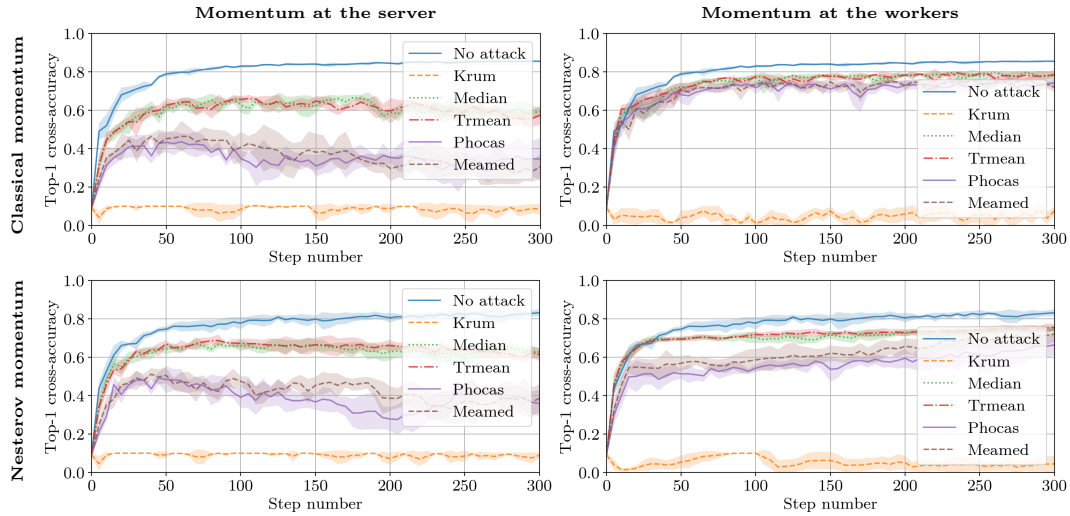 Momentum at the server
Momentum at the workers
Classical momentum
Top-1 cross-accuracy
1.0
0.8
0.6
0.4
0.2
0.0
No attack
Krum
Median
Trmean
Phocas
Meamed
0 50 100 150 200 250 300
Step number
Top-1 cross-accuracy
1.0
0.8
0.6
0.4
0.2
0.0
No attack
Krum
Median
Trmean
Phocas
Meamed
0 50 100 150 200 250 300
Step number
Nesterov momentum
Top-1 cross-accuracy
1.0
0.8
0.6
0.4
0.2
0.0
No attack
Krum
Median
Trmean
Phocas
Meamed
0 50 100 150 200 250 300
Step number
Top-1 cross-accuracy
1.0
0.8
0.6
0.4
0.2
0.0
No attack
Krum
Median
Trmean
Phocas
Meamed
0 50 100 150 200 250 300
Step number